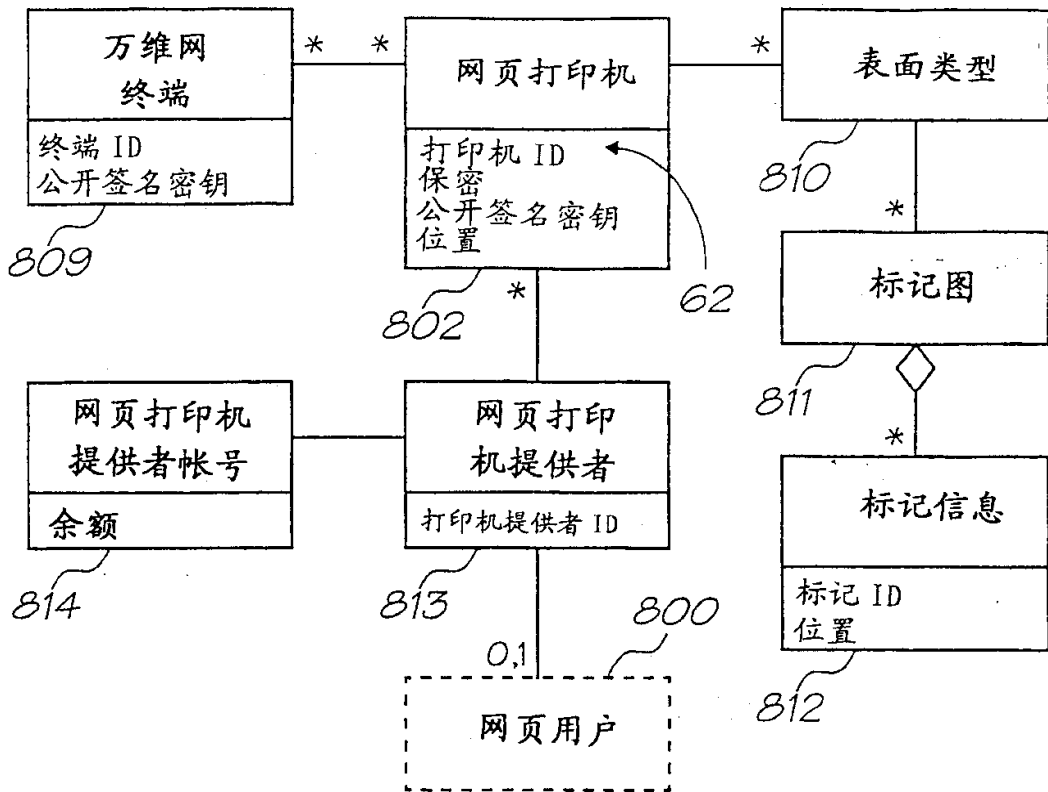 万维网
终端
终端 ID
公开签名密钥
809
* *
网页打印机
打印机 ID
保密
公开签名密钥
位置
802
62
*
表面类型
810
*
标记图
811
*
标记信息
标记 ID
位置
812
*
网页打印机
提供者帐号
余额
814
网页打印
机提供者
打印机提供者 ID
813
0,1
800
网页用户